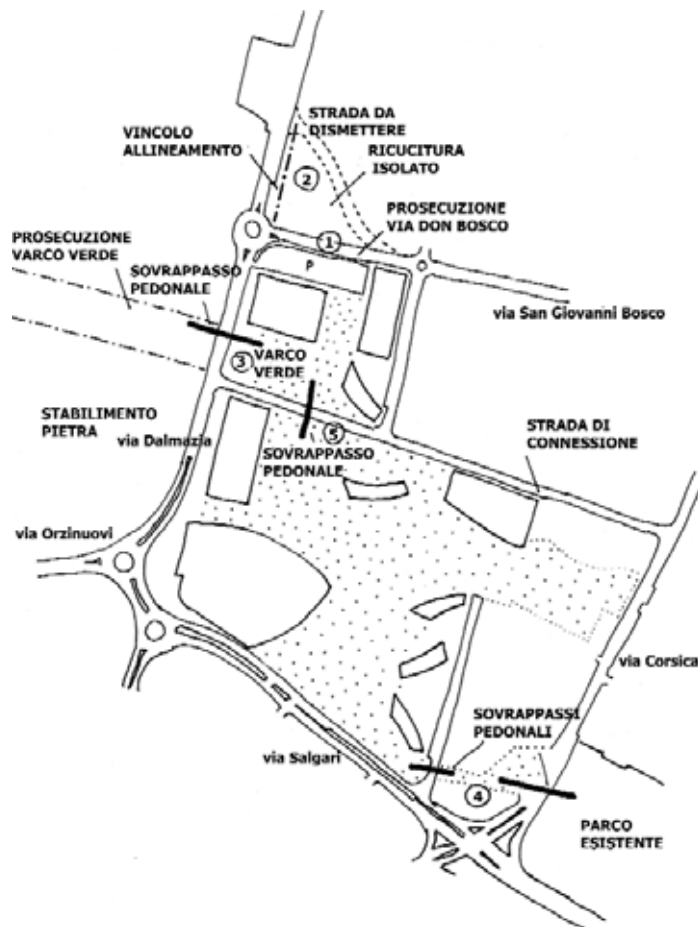 STRADA DA
DISMETTERE
VINCOLO
ALLINEAMENTO
RICUCITURA
ISOLATO
2
PROSECUZIONE
VIA DON BOSCO
1
PROSECUZIONE
VARCO VERDE
SOVRAPPASSO
PEDONALE
P
via San Giovanni Bosco
3
VARCO
VERDE
STABILIMENTO
PIETRA
via Dalmazia
5
SOVRAPPASSO
PEDONALE
STRADA DI
CONNESSIONE
via Orzinuovi
via Corsica
SOVRAPPASSI
PEDONALI
via Salgari
4
PARCO
ESISTENTE